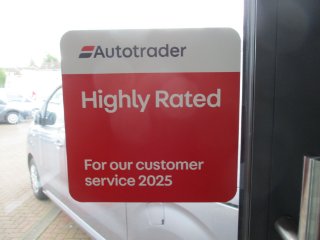 Autotrader
Highly Rated
For our customer
service 2025